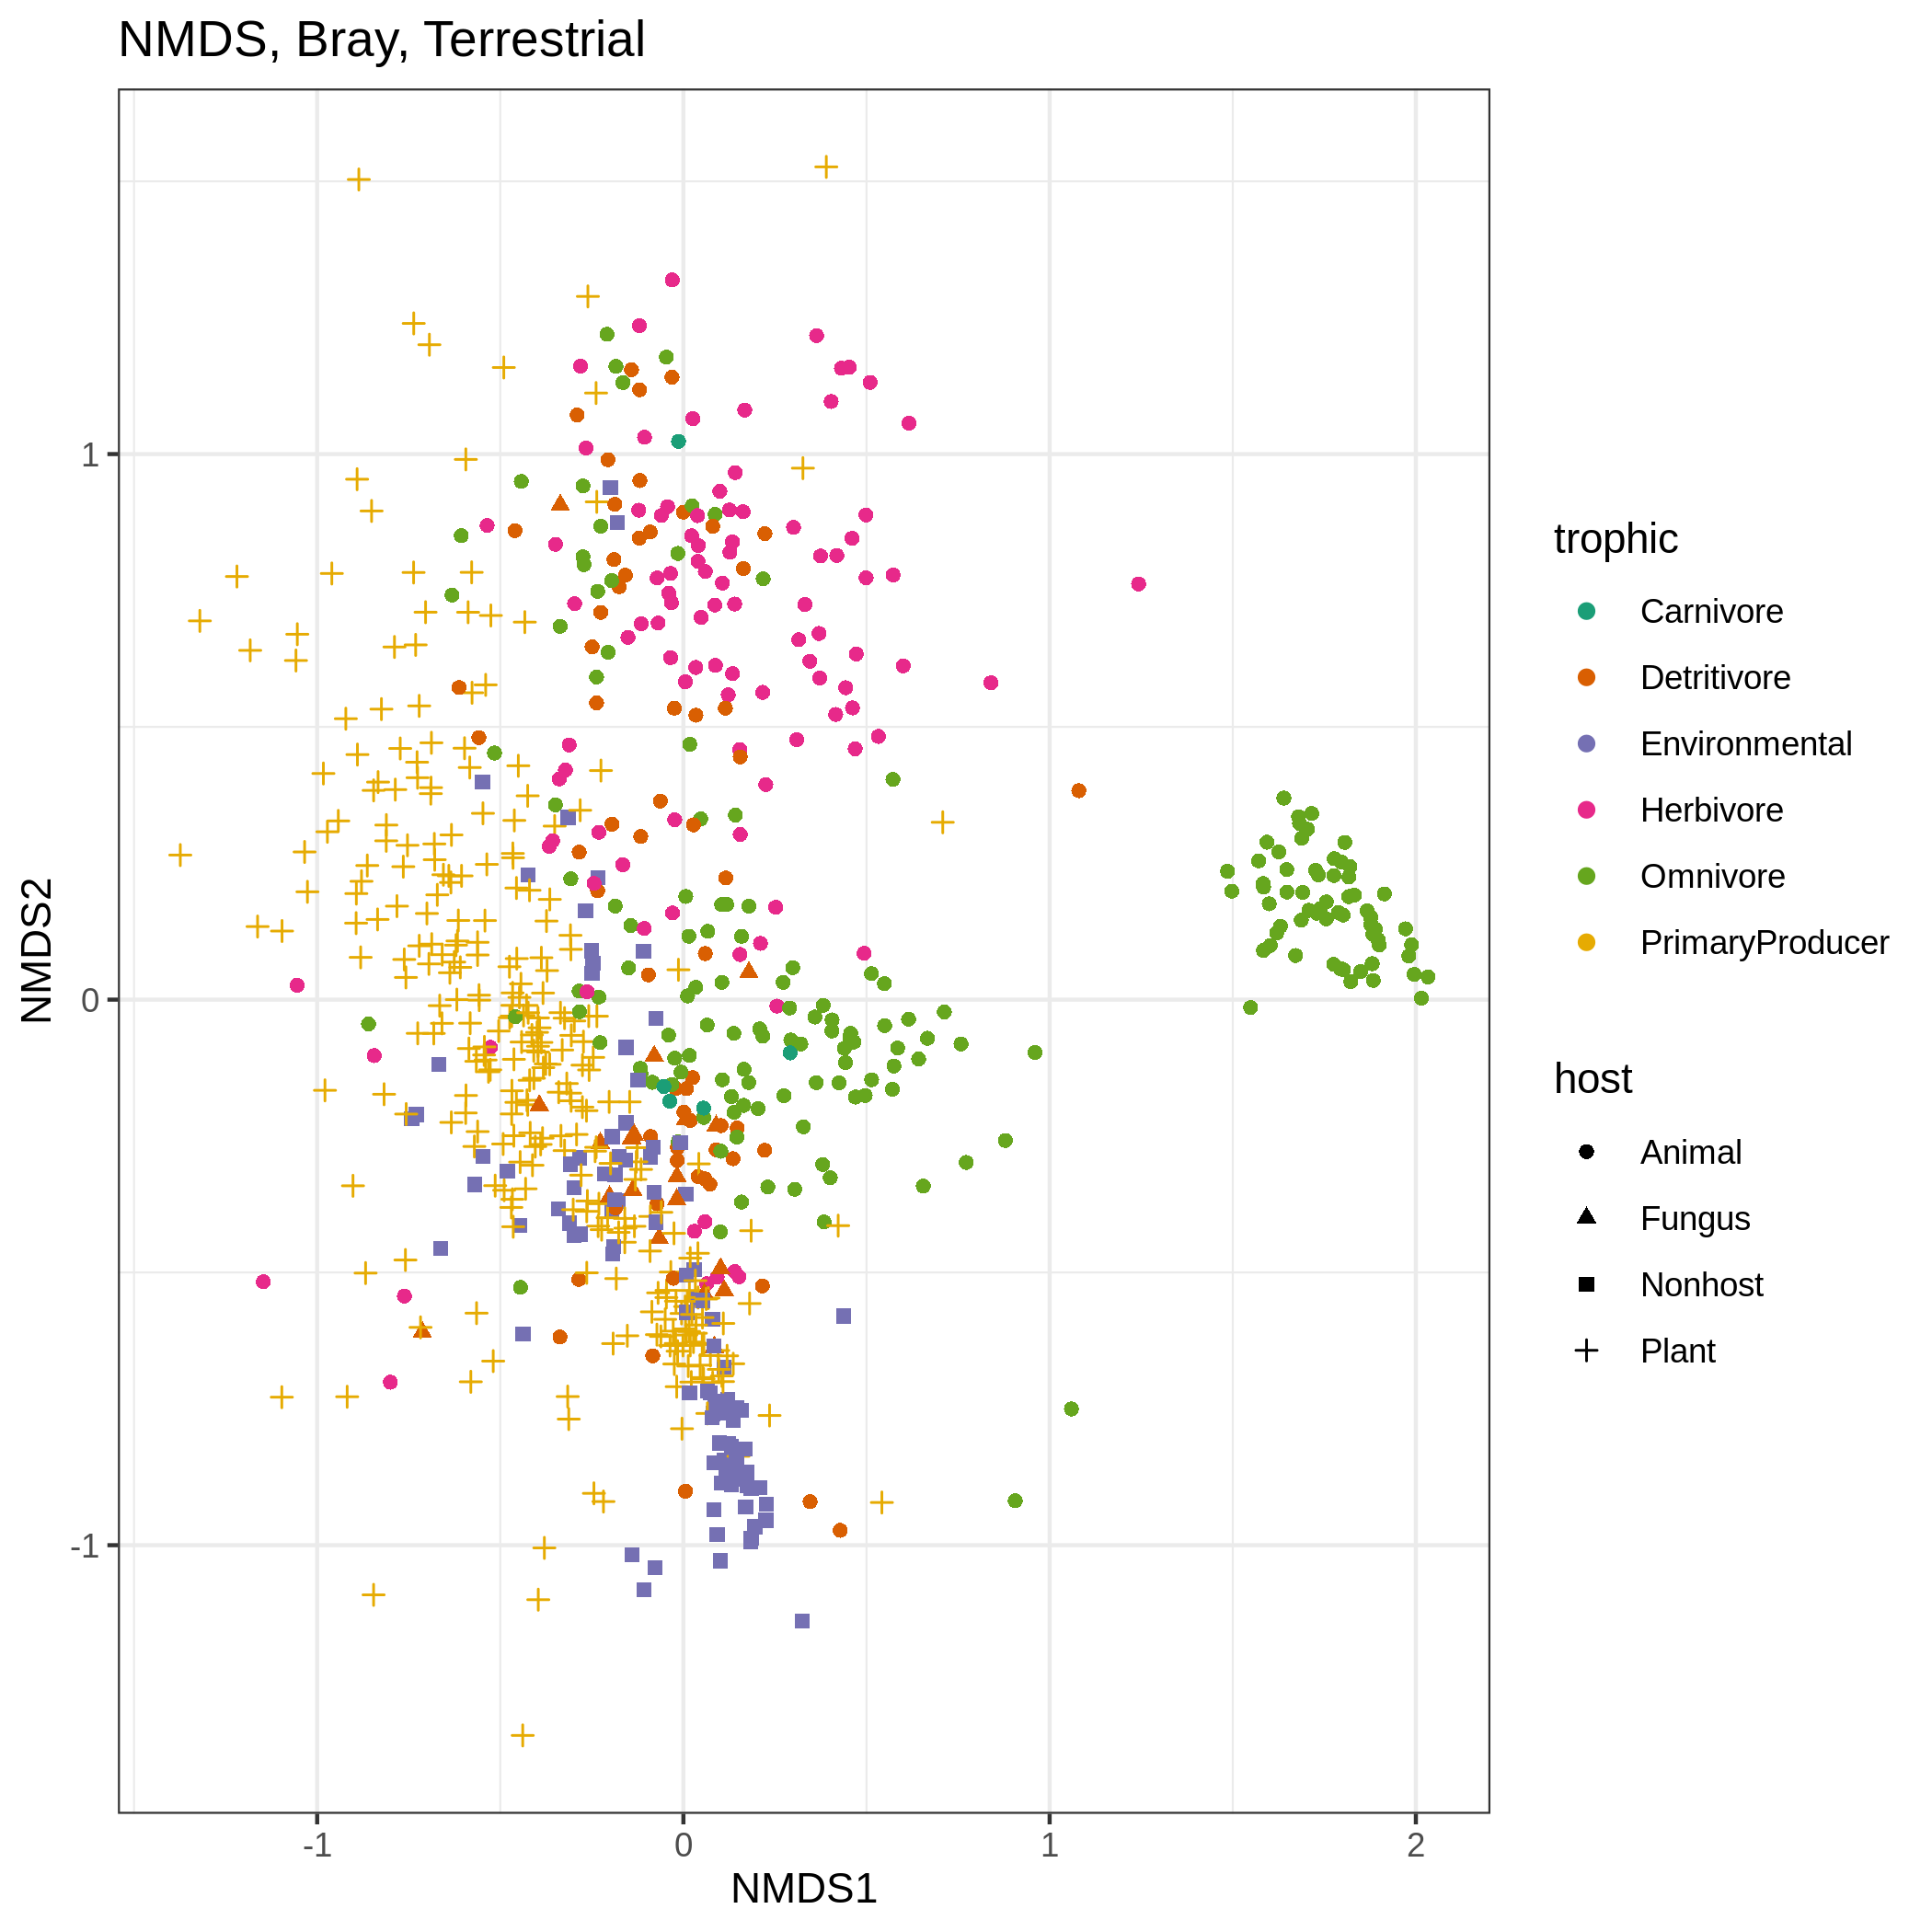 NMDS, Bray, Terrestrial
NMDS2
1
0
-1
-1
0
1
2
NMDS1
trophic
Carnivore
Detritivore
Environmental
Herbivore
Omnivore
PrimaryProducer
host
Animal
Fungus
Nonhost
Plant